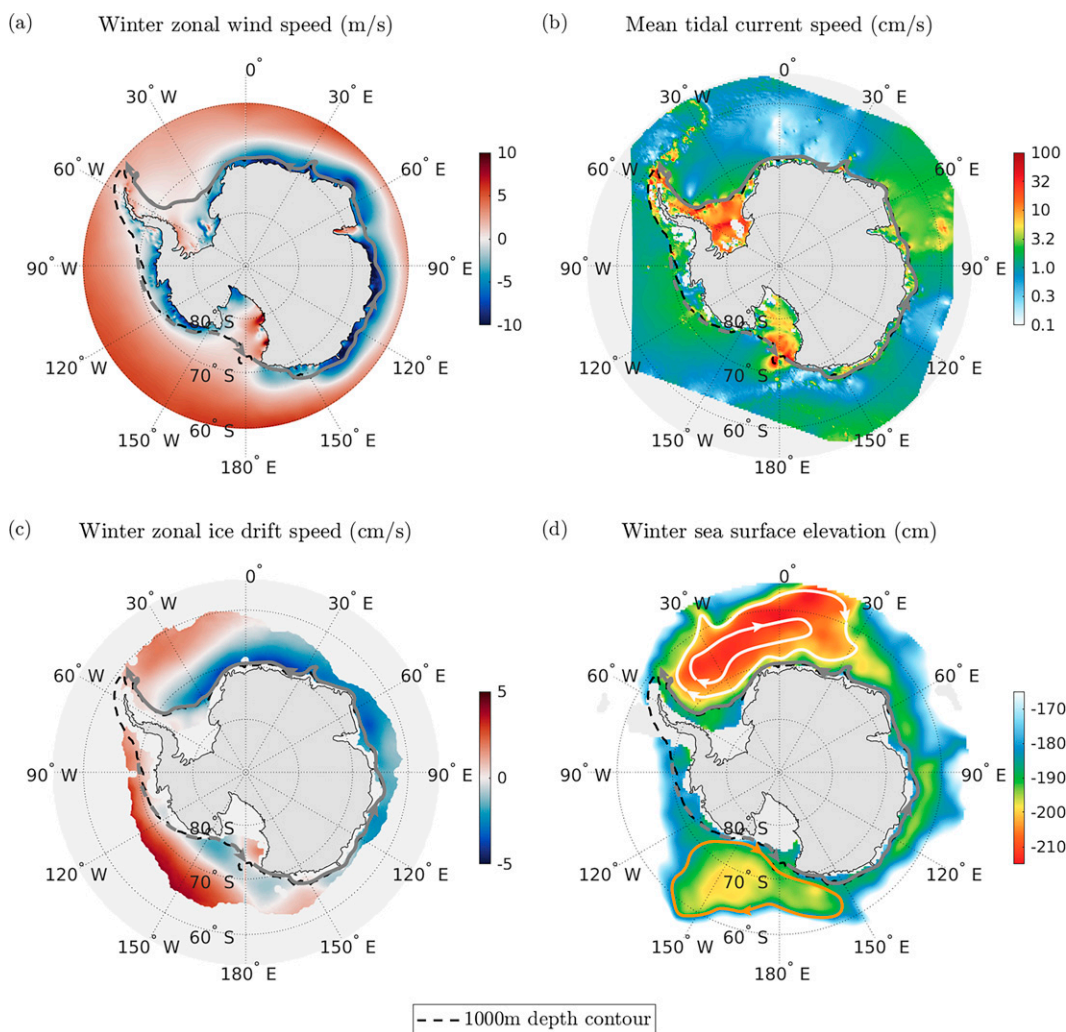 (a) Winter zonal wind speed (m/s)
0°
30° W
30° E
60° W
60° E
90° W
90° E
120° W
120° E
150° W
150° E
180° E
80° S
70° S
60° S
10
5
0
-5
-10
(b) Mean tidal current speed (cm/s)
0°
30° W
30° E
60° W
60° E
90° W
90° E
120° W
120° E
150° W
150° E
180° E
80° S
70° S
60° S
100
32
10
3.2
1.0
0.3
0.1
(c) Winter zonal ice drift speed (cm/s)
0°
30° W
30° E
60° W
60° E
90° W
90° E
120° W
120° E
150° W
150° E
180° E
80° S
70° S
60° S
5
0
-5
(d) Winter sea surface elevation (cm)
0°
30° W
30° E
60° W
60° E
90° W
90° E
120° W
120° E
150° W
150° E
180° E
80° S
70° S
60° S
-170
-180
-190
-200
-210
1000m depth contour